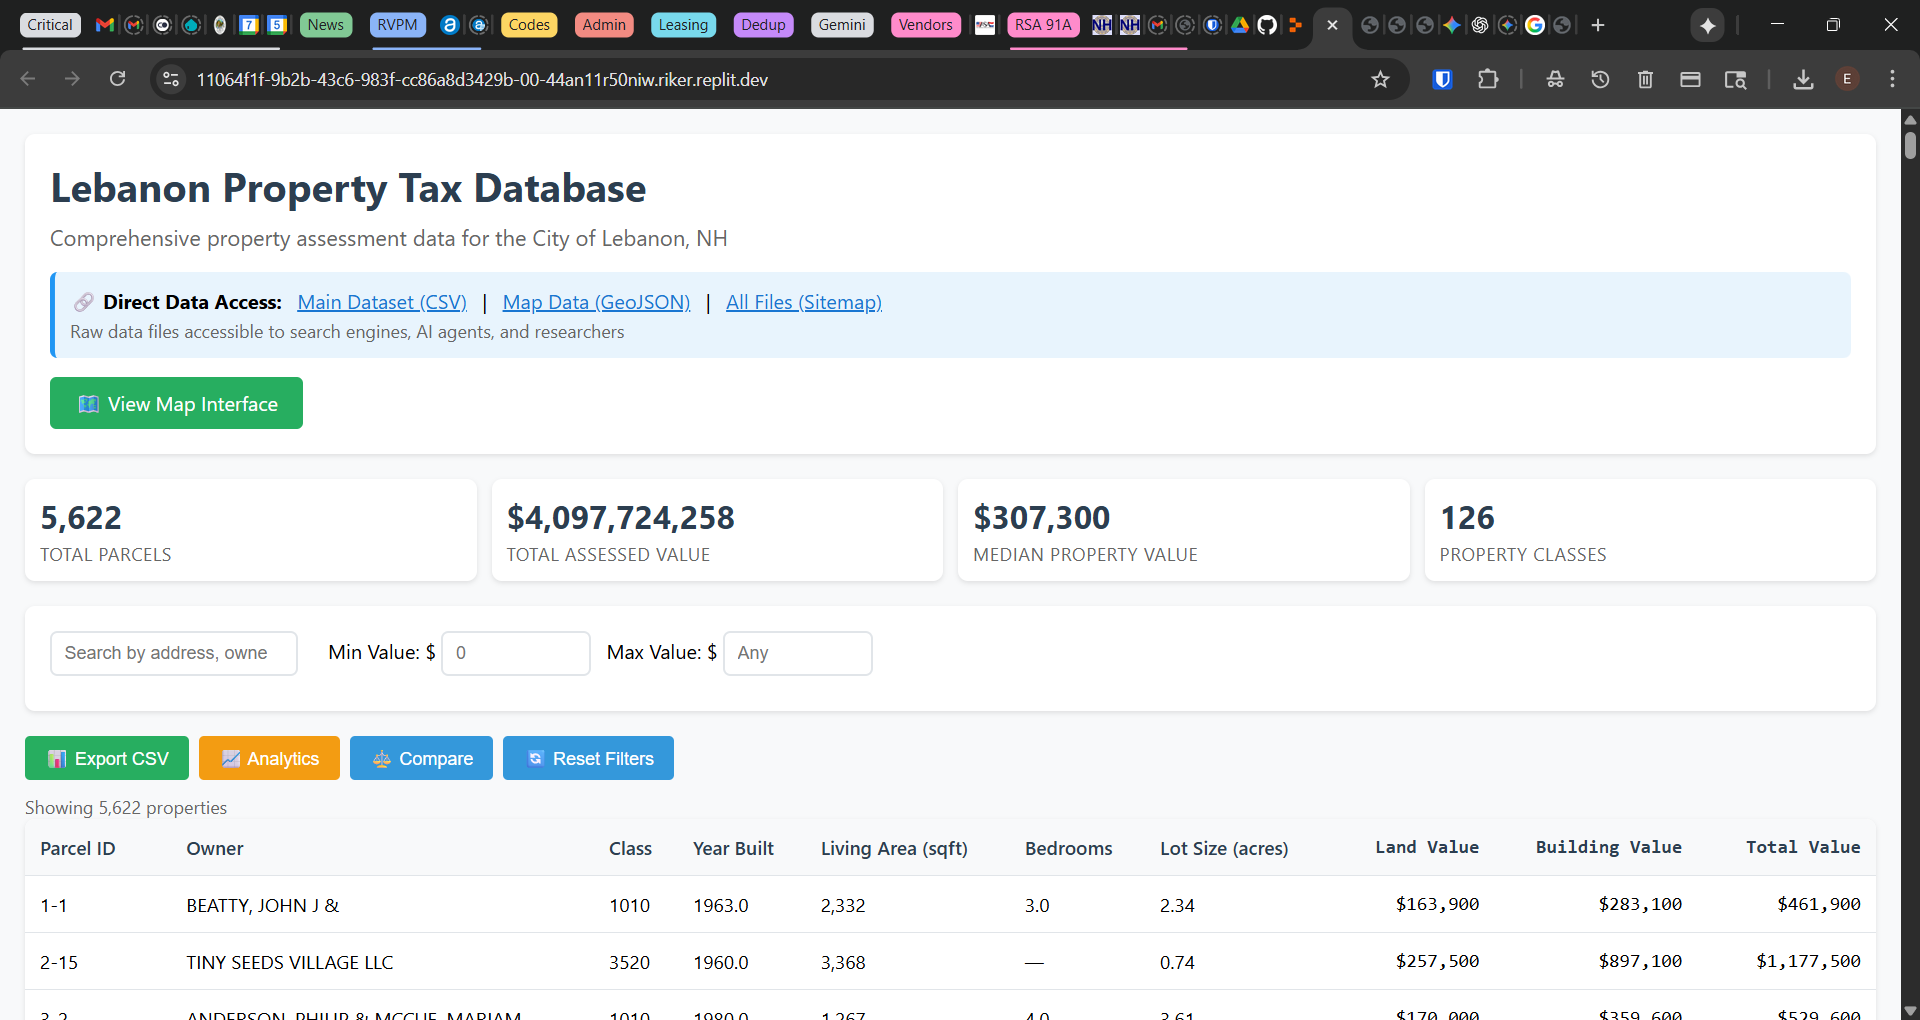 Critical News RVPM Codes Admin Leasing Dedup Gemini Vendors RSA 91A NH NH
11064f1f-9b2b-43c6-983f-cc86a8d3429b-00-44an11r50niw.riker.replit.dev E
Lebanon Property Tax Database
Comprehensive property assessment data for the City of Lebanon, NH
Direct Data Access: Main Dataset (CSV) | Map Data (GeoJSON) | All Files (Sitemap)
Raw data files accessible to search engines, AI agents, and researchers
View Map Interface
5,622 $4,097,724,258 $307,300 126
TOTAL PARCELS TOTAL ASSESSED VALUE MEDIAN PROPERTY VALUE PROPERTY CLASSES
Search by address, owne Min Value: $ 0 Max Value: $ Any
Export CSV Analytics Compare Reset Filters
Showing 5,622 properties
Parcel ID Owner Class Year Built Living Area (sqft) Bedrooms Lot Size (acres) Land Value Building Value Total Value
1-1 BEATTY, JOHN J & 1010 1963.0 2,332 3.0 2.34 $163,900 $283,100 $461,900
2-15 TINY SEEDS VILLAGE LLC 3520 1960.0 3,368 — 0.74 $257,500 $897,100 $1,177,500
3-2 ANDERSON, PHILIP & MCCUE, MARIAM 1010 1980.0 1,267 4.0 3.61 $170,000 $359,600 $529,600